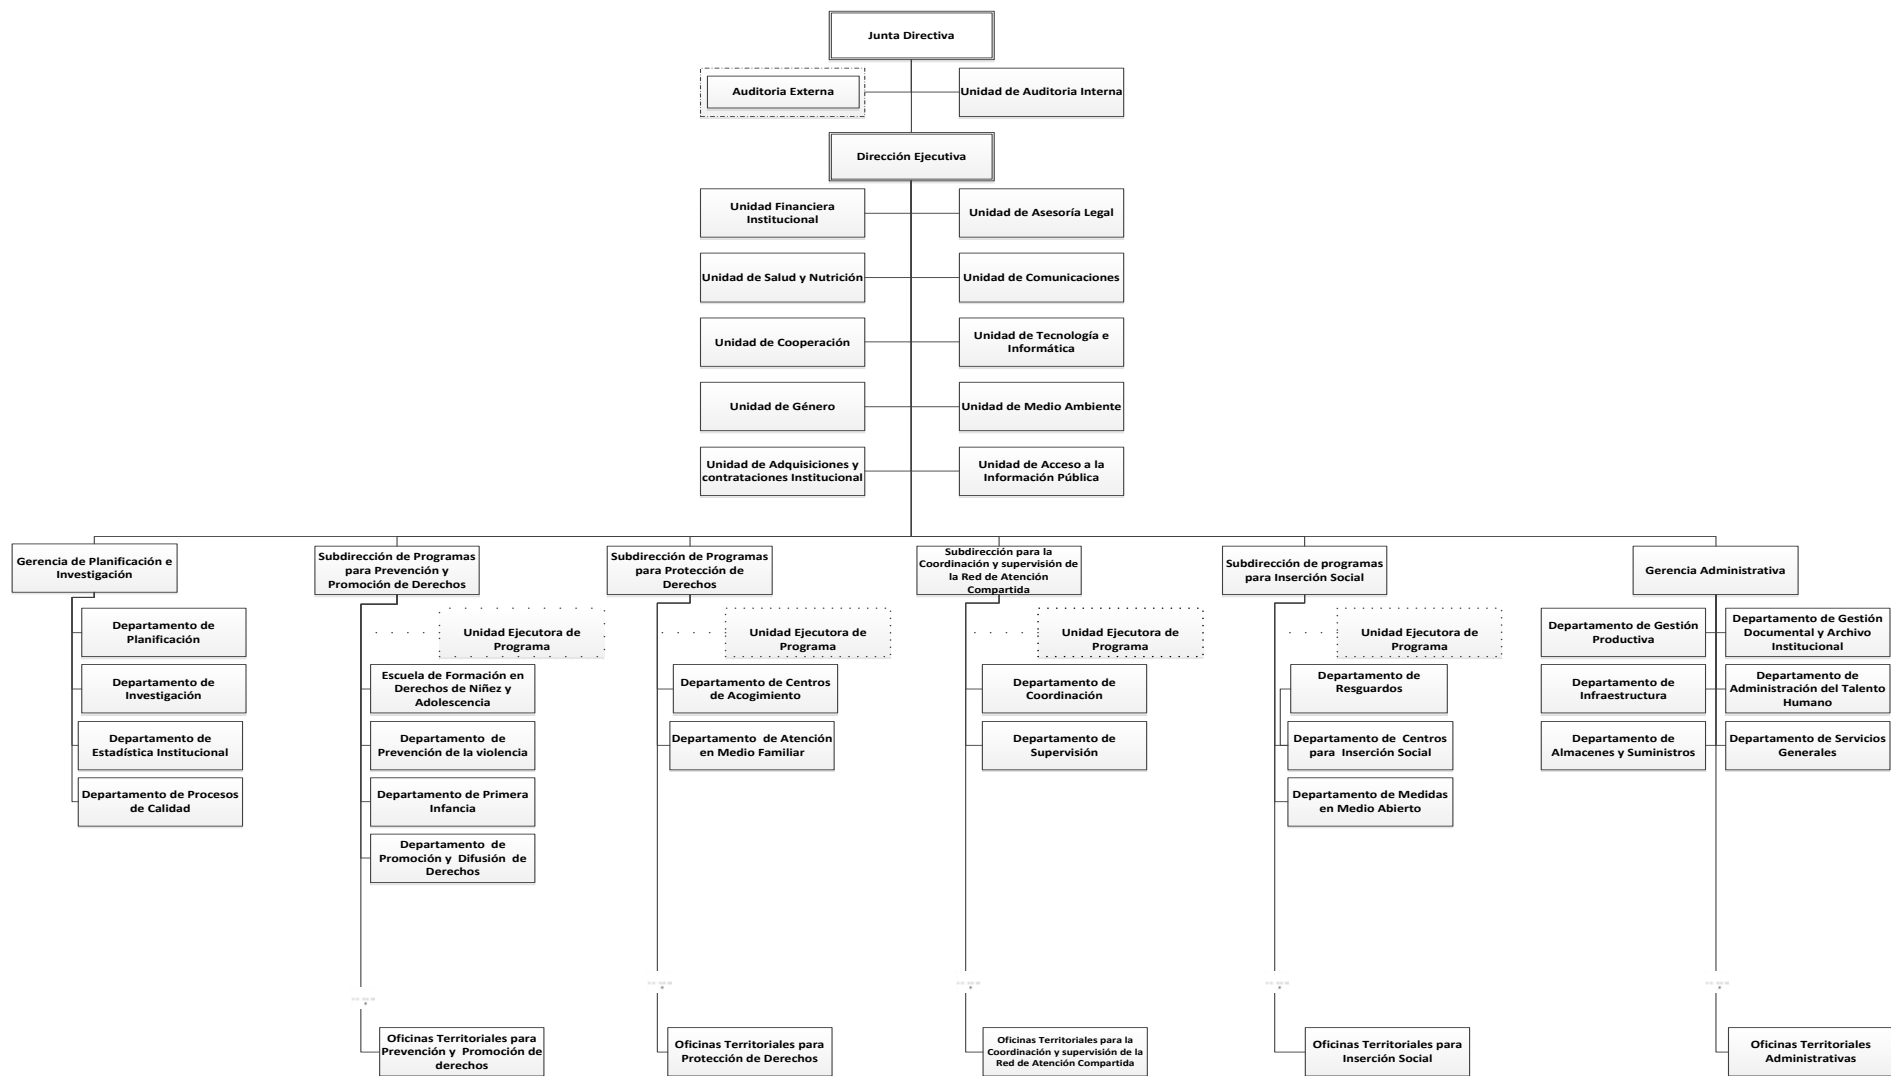 Junta Directiva
Auditoria Externa
Unidad de Auditoria Interna
Dirección Ejecutiva
Unidad Financiera
Institucional
Unidad de Asesoría Legal
Unidad de Salud y Nutrición
Unidad de Comunicaciones
Unidad de Cooperación
Unidad de Tecnología e
Informática
Unidad de Género
Unidad de Medio Ambiente
Unidad de Adquisiciones y
contrataciones Institucional
Unidad de Acceso a la
Información Pública
Gerencia de Planificación e
Investigación
Departamento de
Planificación
Departamento de
Investigación
Departamento de
Estadística Institucional
Departamento de Procesos
de Calidad
Subdirección de Programas
para Prevención y
Promoción de Derechos
Unidad Ejecutora de
Programa
Escuela de Formación en
Derechos de Niñez y
Adolescencia
Departamento de
Prevención de la violencia
Departamento de Primera
Infancia
Departamento de
Promoción y Difusión de
Derechos
Oficinas Territoriales para
Prevención y Promoción de
derechos
Subdirección de Programas
para Protección de
Derechos
Unidad Ejecutora de
Programa
Departamento de Centros
de Acogimiento
Departamento de Atención
en Medio Familiar
Oficinas Territoriales para
Protección de Derechos
Subdirección para la
Coordinación y supervisión de
la Red de Atención
Compartida
Unidad Ejecutora de
Programa
Departamento de
Coordinación
Departamento de
Supervisión
Oficinas Territoriales para la
Coordinación y supervisión de la
Red de Atención Compartida
Subdirección de programas
para Inserción Social
Unidad Ejecutora de
Programa
Departamento de
Resguardos
Departamento de Centros
para Inserción Social
Departamento de Medidas
en Medio Abierto
Oficinas Territoriales para
Inserción Social
Gerencia Administrativa
Departamento de Gestión
Productiva
Departamento de Gestión
Documental y Archivo
Institucional
Departamento de
Infraestructura
Departamento de
Administración del Talento
Humano
Departamento de
Almacenes y Suministros
Departamento de Servicios
Generales
Oficinas Territoriales
Administrativas